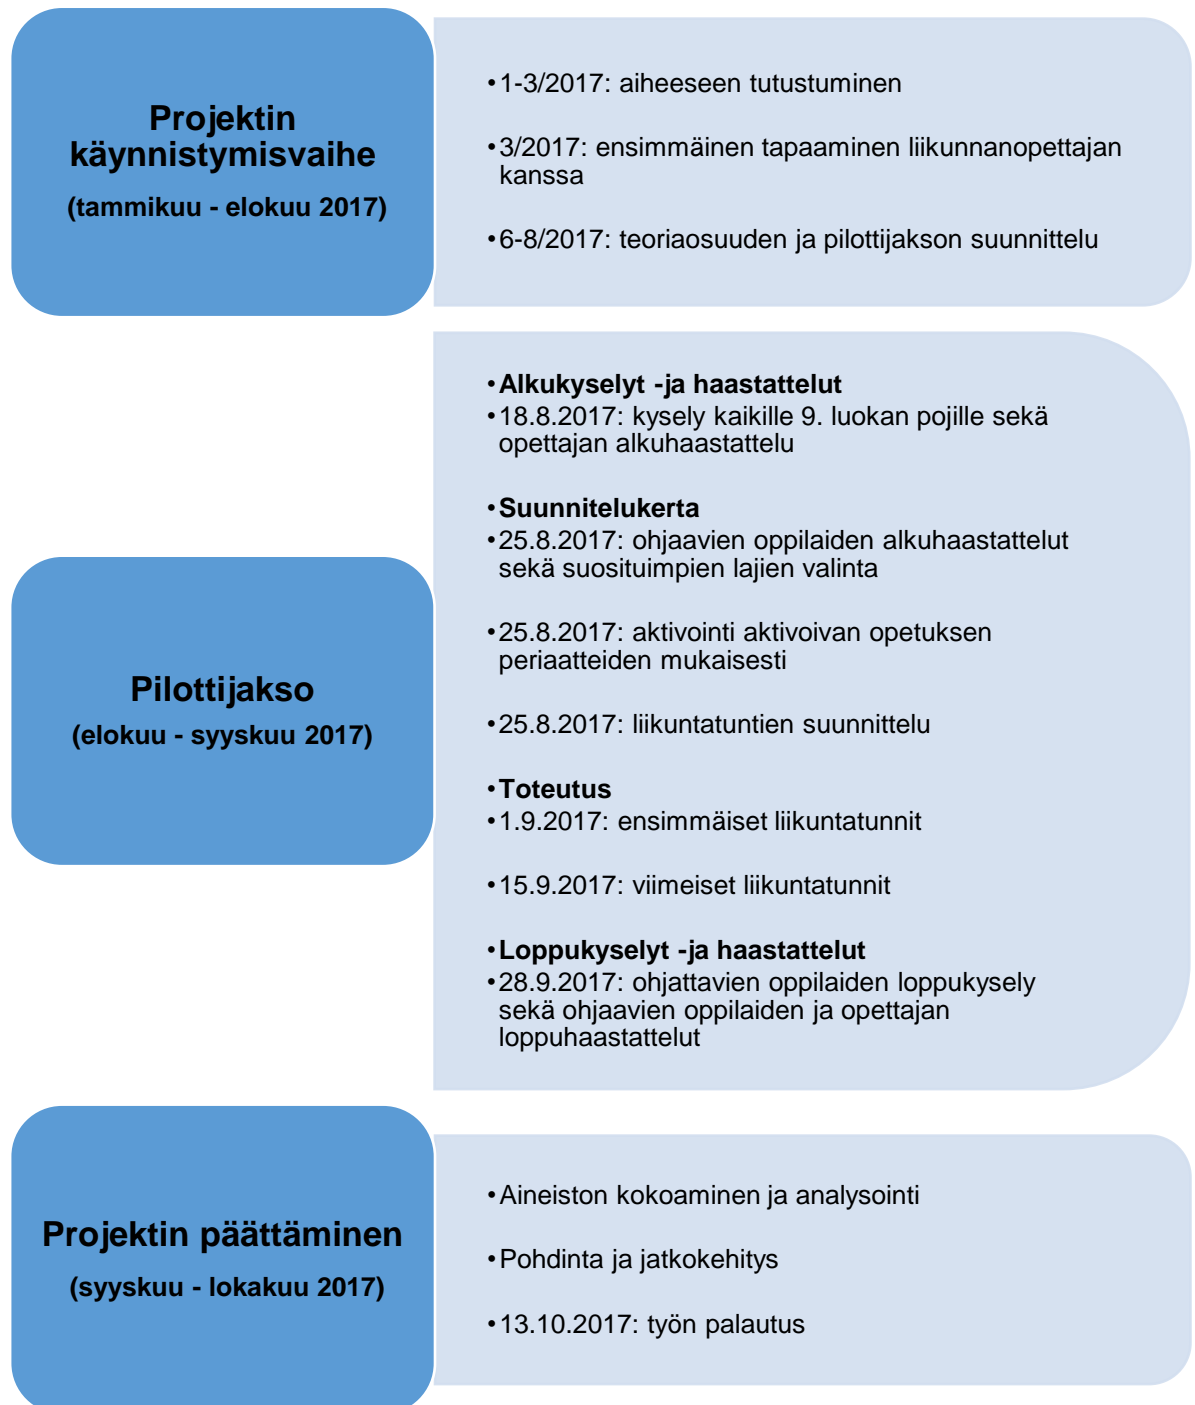 Projektin
käynnistymisvaihe
(tammikuu - elokuu 2017)
•1-3/2017: aiheeseen tutustuminen
•3/2017: ensimmäinen tapaaminen liikunnanopettajan
kanssa
•6-8/2017: teoriaosuuden ja pilottijakson suunnittelu
Pilottijakso
(elokuu - syyskuu 2017)
•Alkukyselyt -ja haastattelut
•18.8.2017: kysely kaikille 9. luokan pojille sekä
opettajan alkuhaastattelu
•Suunnitelukerta
•25.8.2017: ohjaavien oppilaiden alkuhaastattelut
sekä suosituimpien lajien valinta
•25.8.2017: aktivointi aktivoivan opetuksen
periaatteiden mukaisesti
•25.8.2017: liikuntatuntien suunnittelu
•Toteutus
•1.9.2017: ensimmäiset liikuntatunnit
•15.9.2017: viimeiset liikuntatunnit
•Loppukyselyt -ja haastattelut
•28.9.2017: ohjattavien oppilaiden loppukysely
sekä ohjaavien oppilaiden ja opettajan
loppuhaastattelut
Projektin päättäminen
(syyskuu - lokakuu 2017)
•Aineiston kokoaminen ja analysointi
•Pohdinta ja jatkokehitys
•13.10.2017: työn palautus